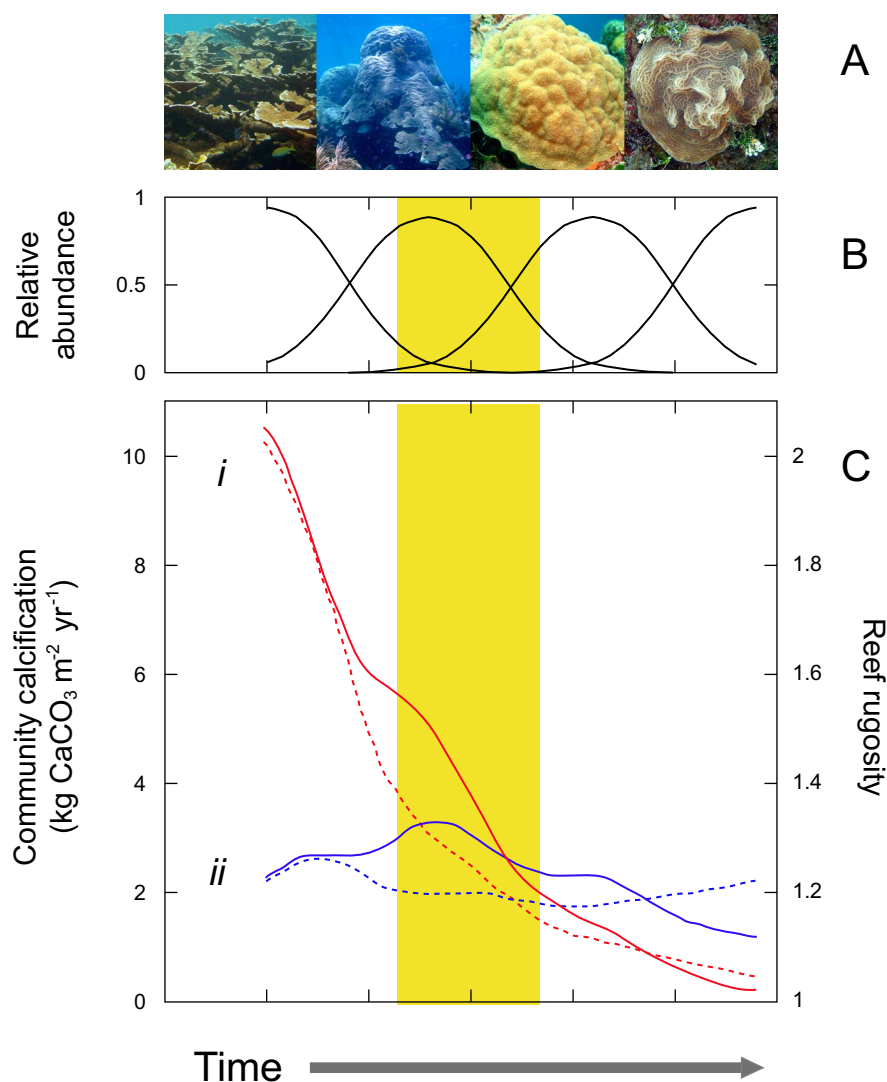 A
1
0.5
0
Relative
abundance
B
10
8
6
4
2
0
Community calcification
(kg CaCO₃ m⁻² yr⁻¹)
i
ii
C
2
1.8
1.6
1.4
1.2
1
Reef rugosity
Time